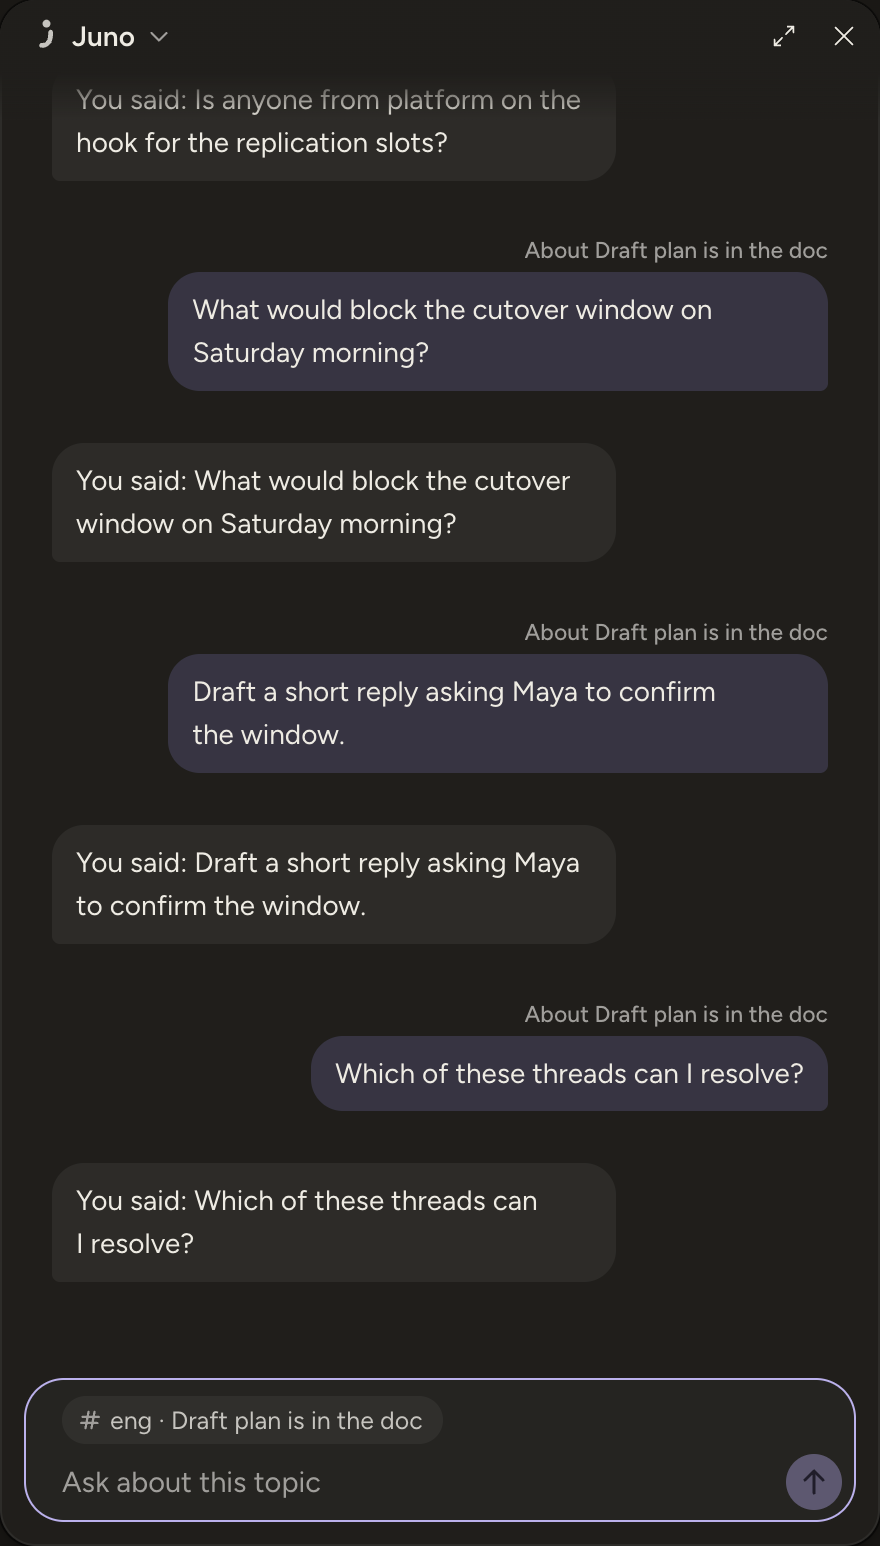 Juno
You said: Is anyone from platform on the
hook for the replication slots?
About Draft plan is in the doc
What would block the cutover window on
Saturday morning?
You said: What would block the cutover
window on Saturday morning?
About Draft plan is in the doc
Draft a short reply asking Maya to confirm
the window.
You said: Draft a short reply asking Maya
to confirm the window.
About Draft plan is in the doc
Which of these threads can I resolve?
You said: Which of these threads can
I resolve?
# eng · Draft plan is in the doc
Ask about this topic